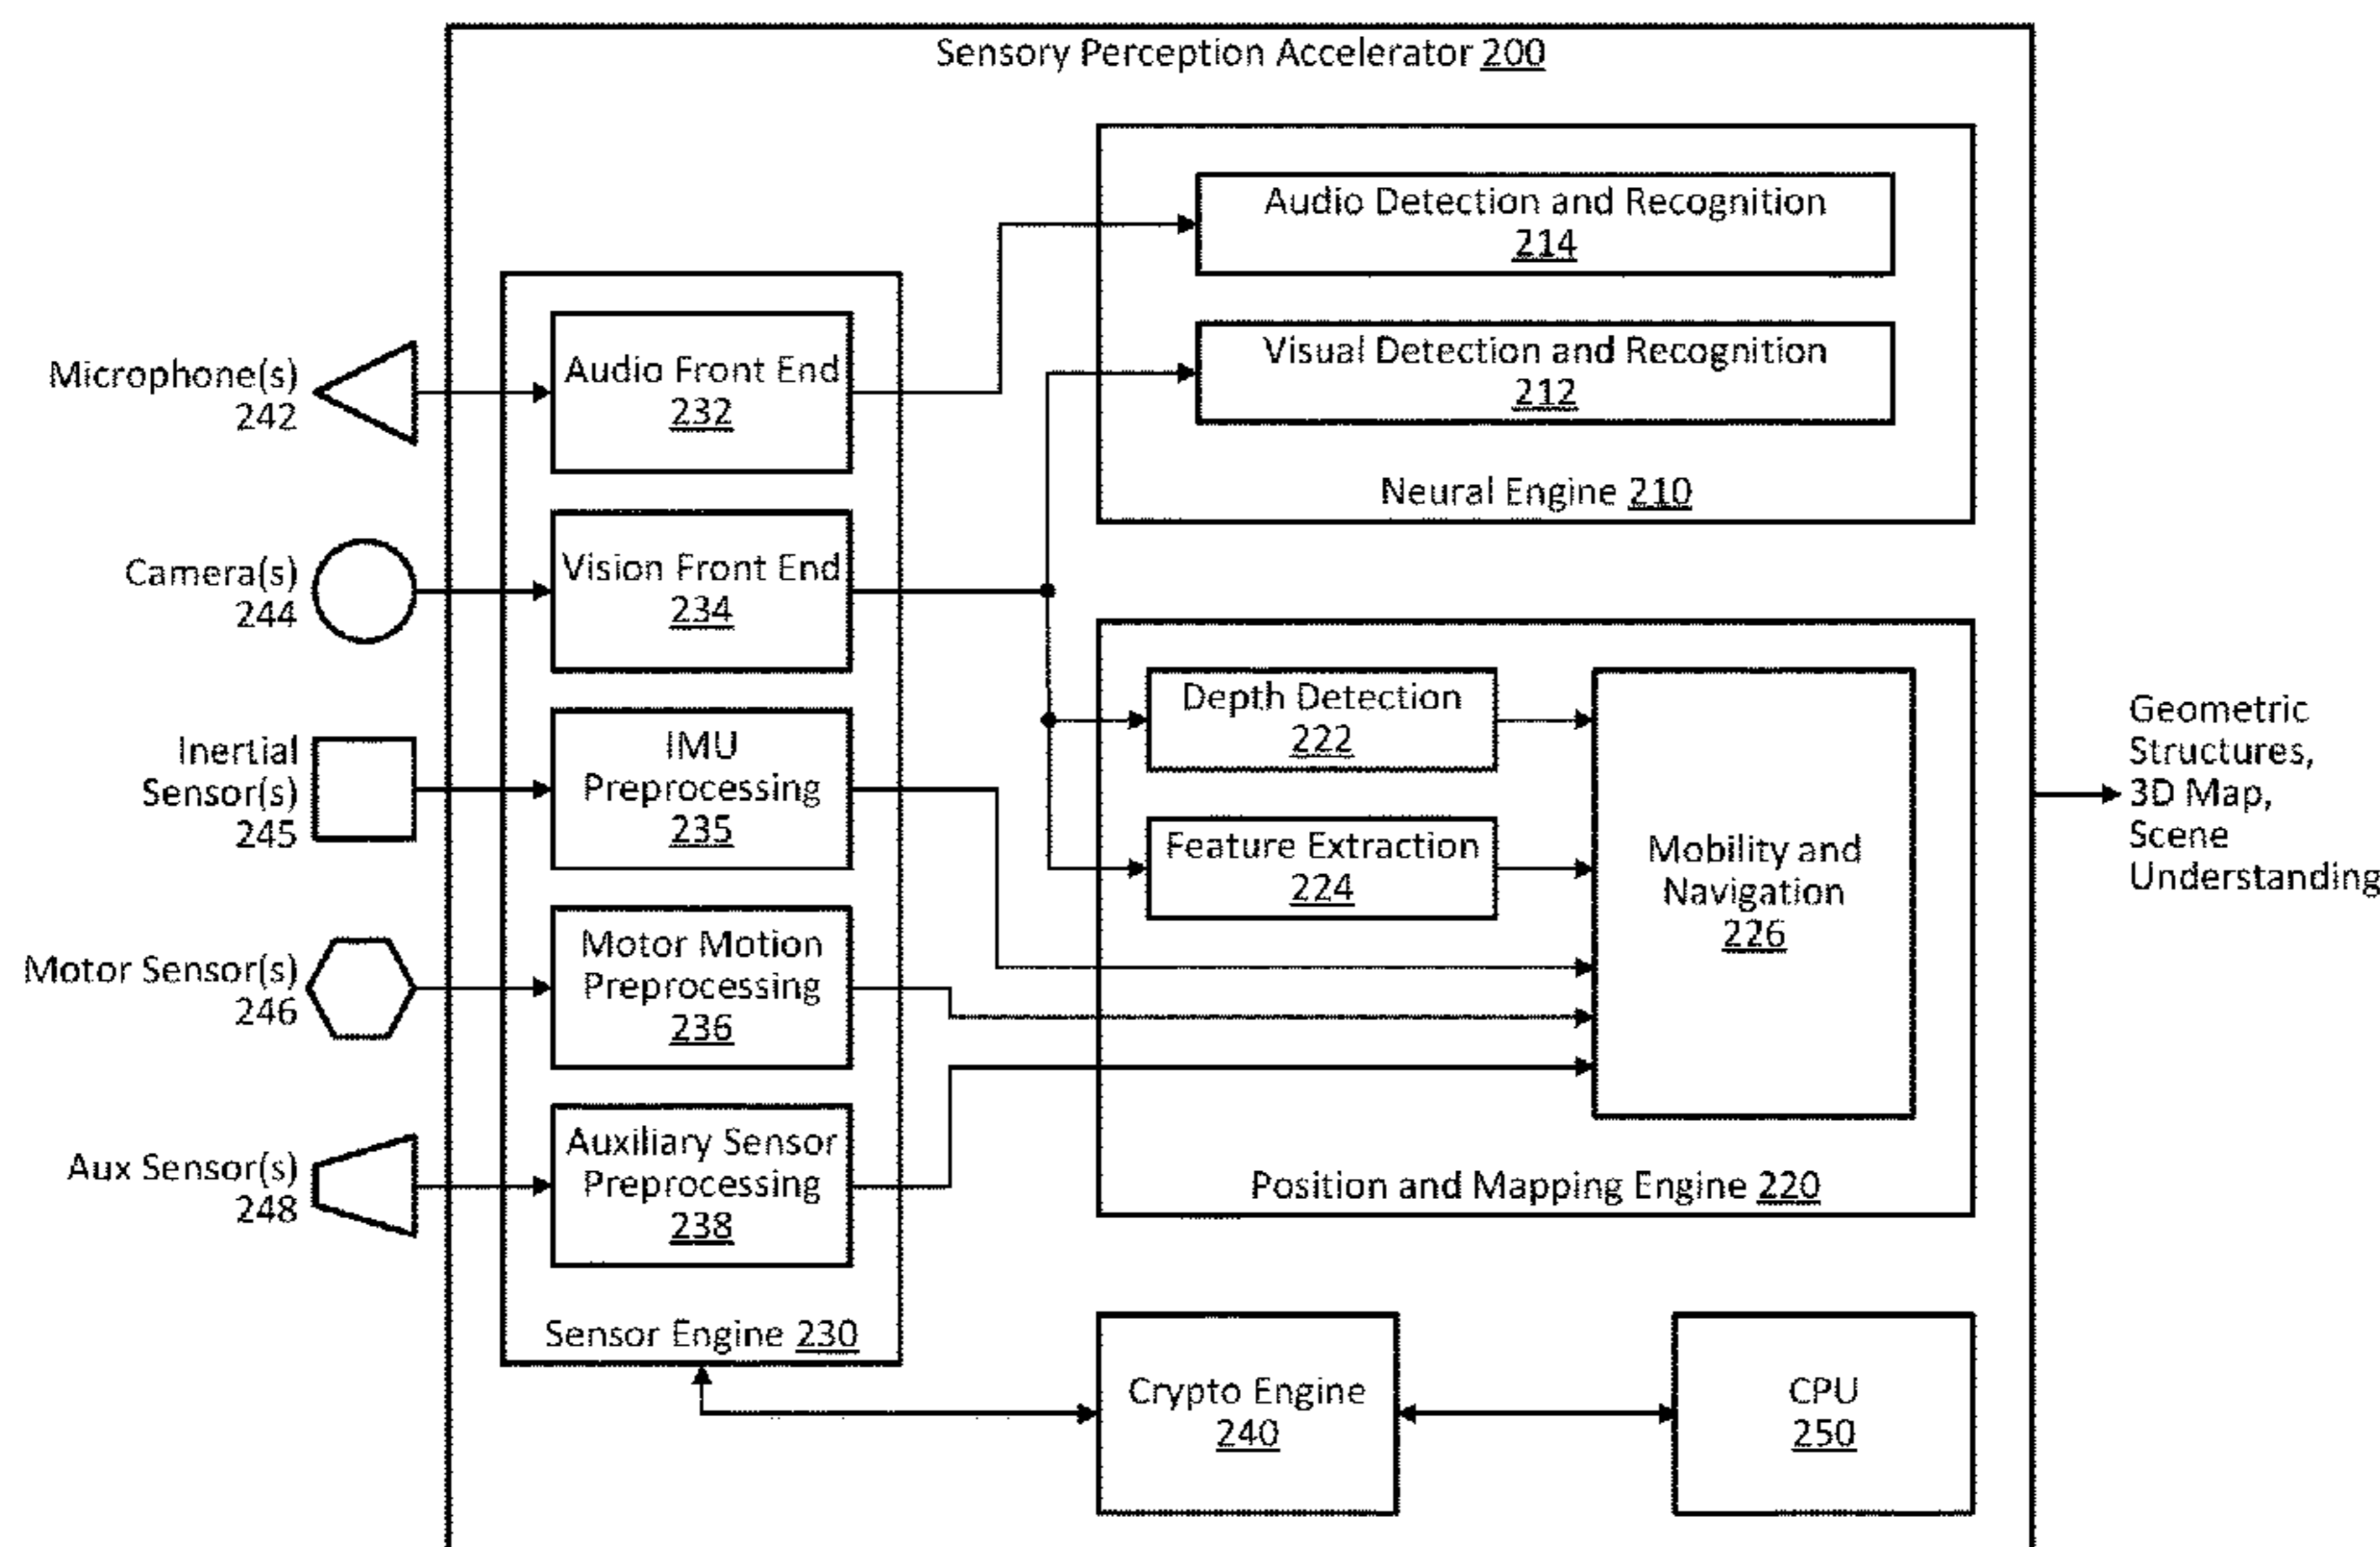 Sensory Perception Accelerator 200
Audio Detection and Recognition
214
Visual Detection and Recognition
212
Neural Engine 210
Microphone(s)
242
Audio Front End
232
Camera(s)
244
Vision Front End
234
Inertial
Sensor(s)
245
IMU
Preprocessing
235
Motor Sensor(s)
246
Motor Motion
Preprocessing
236
Aux Sensor(s)
248
Auxiliary Sensor
Preprocessing
238
Sensor Engine 230
Depth Detection
222
Feature Extraction
224
Mobility and
Navigation
226
Position and Mapping Engine 220
Geometric
Structures,
3D Map,
Scene
Understanding
Crypto Engine
240
CPU
250